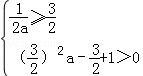 1/2a ≥ 3/2
(3/2)²a - 3/2 + 1 > 0